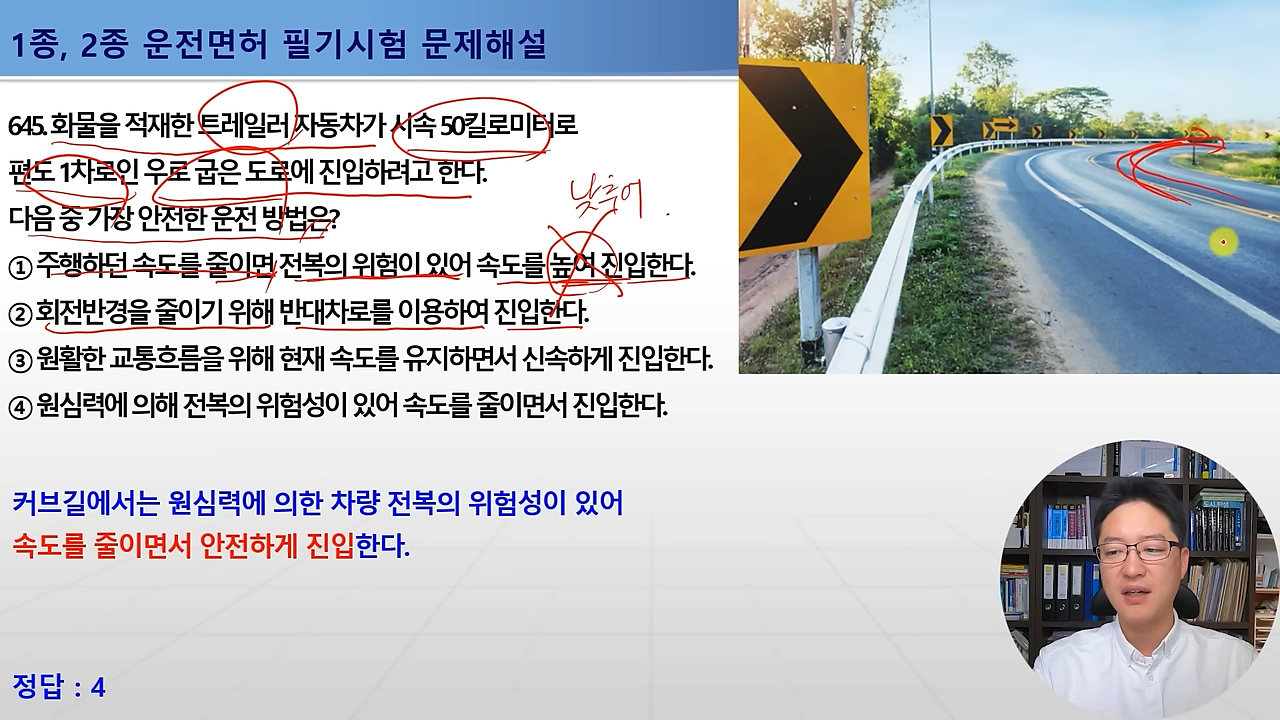 1종, 2종 운전면허 필기시험 문제해설
645. 화물을 적재한 트레일러 자동차가 시속 50킬로미터로
편도 1차로인 우로 굽은 도로에 진입하려고 한다.
다음 중 가장 안전한 운전 방법은?
낮추어.
① 주행하던 속도를 줄이면 전복의 위험이 있어 속도를 높여 진입한다.
② 회전반경을 줄이기 위해 반대차로를 이용하여 진입한다.
③ 원활한 교통흐름을 위해 현재 속도를 유지하면서 신속하게 진입한다.
④ 원심력에 의해 전복의 위험성이 있어 속도를 줄이면서 진입한다.
커브길에서는 원심력에 의한 차량 전복의 위험성이 있어
속도를 줄이면서 안전하게 진입한다.
정답 : 4